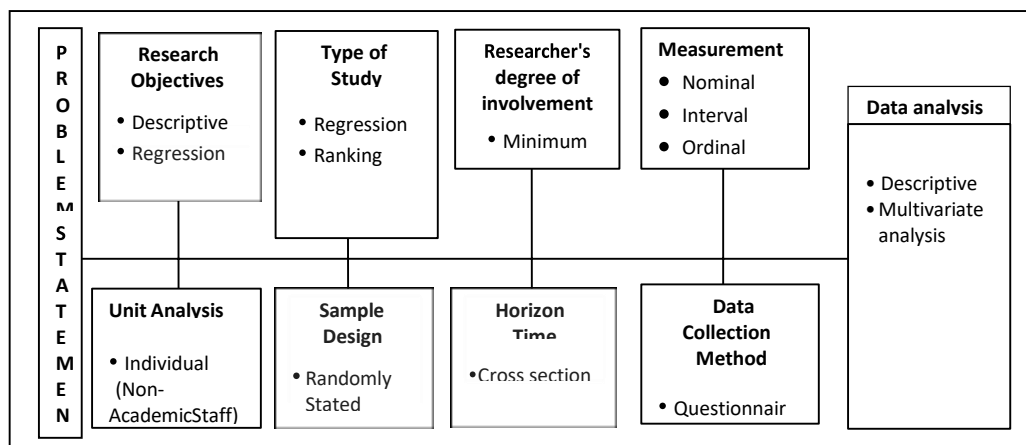 P
R
O
B
L
E
M
S
T
A
T
E
M
E
N
Research
Objectives
• Descriptive
• Regression
Type of
Study
• Regression
• Ranking
Researcher's
degree of
involvement
• Minimum
Measurement
● Nominal
● Interval
● Ordinal
Data analysis
• Descriptive
• Multivariate
analysis
Unit Analysis
• Individual
(Non-
AcademicStaff)
Sample
Design
• Randomly
Stated
Horizon
Time
•Cross section
Data
Collection
Method
• Questionnair